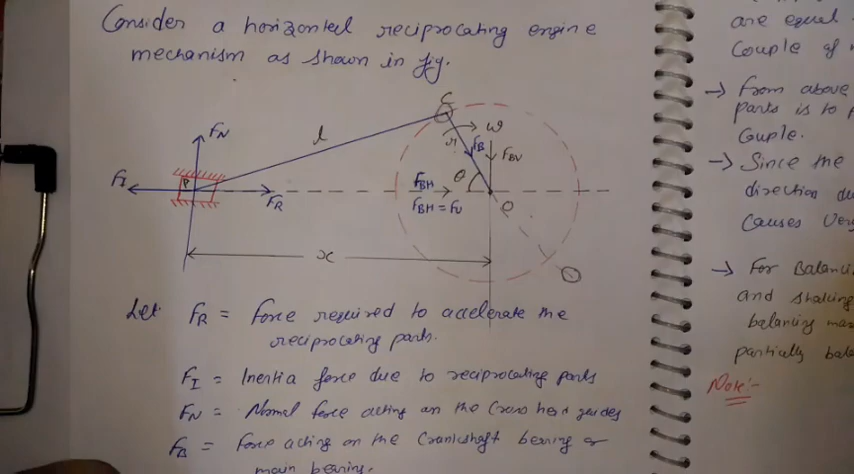 Consider a horizontal reciprocating engine
mechanism as shown in fig.
C
FN
l
ω
r
FB
FBV
θ
FI
P
FR
FBH
FBH = FU
O
x
Let FR = Force required to accelerate the
reciprocating parts.
FI = Inertia force due to reciprocating parts
FN = Normal force acting on the Cross head guides
FB = Force acting on the Crankshaft bearing or
main bearing.
are equal
Couple of
→ From above
parts is to
Couple.
→ Since the
direction du
Causes Ver
→ For Balanci
and shaking
balancing mas
partially bala
Note:-